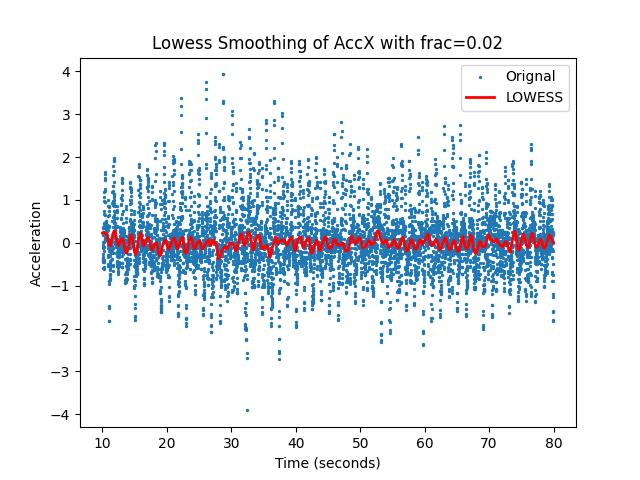 Lowess Smoothing of AccX with frac=0.02
Orignal
LOWESS
4
3
2
1
0
−1
−2
−3
−4
Acceleration
10 20 30 40 50 60 70 80
Time (seconds)